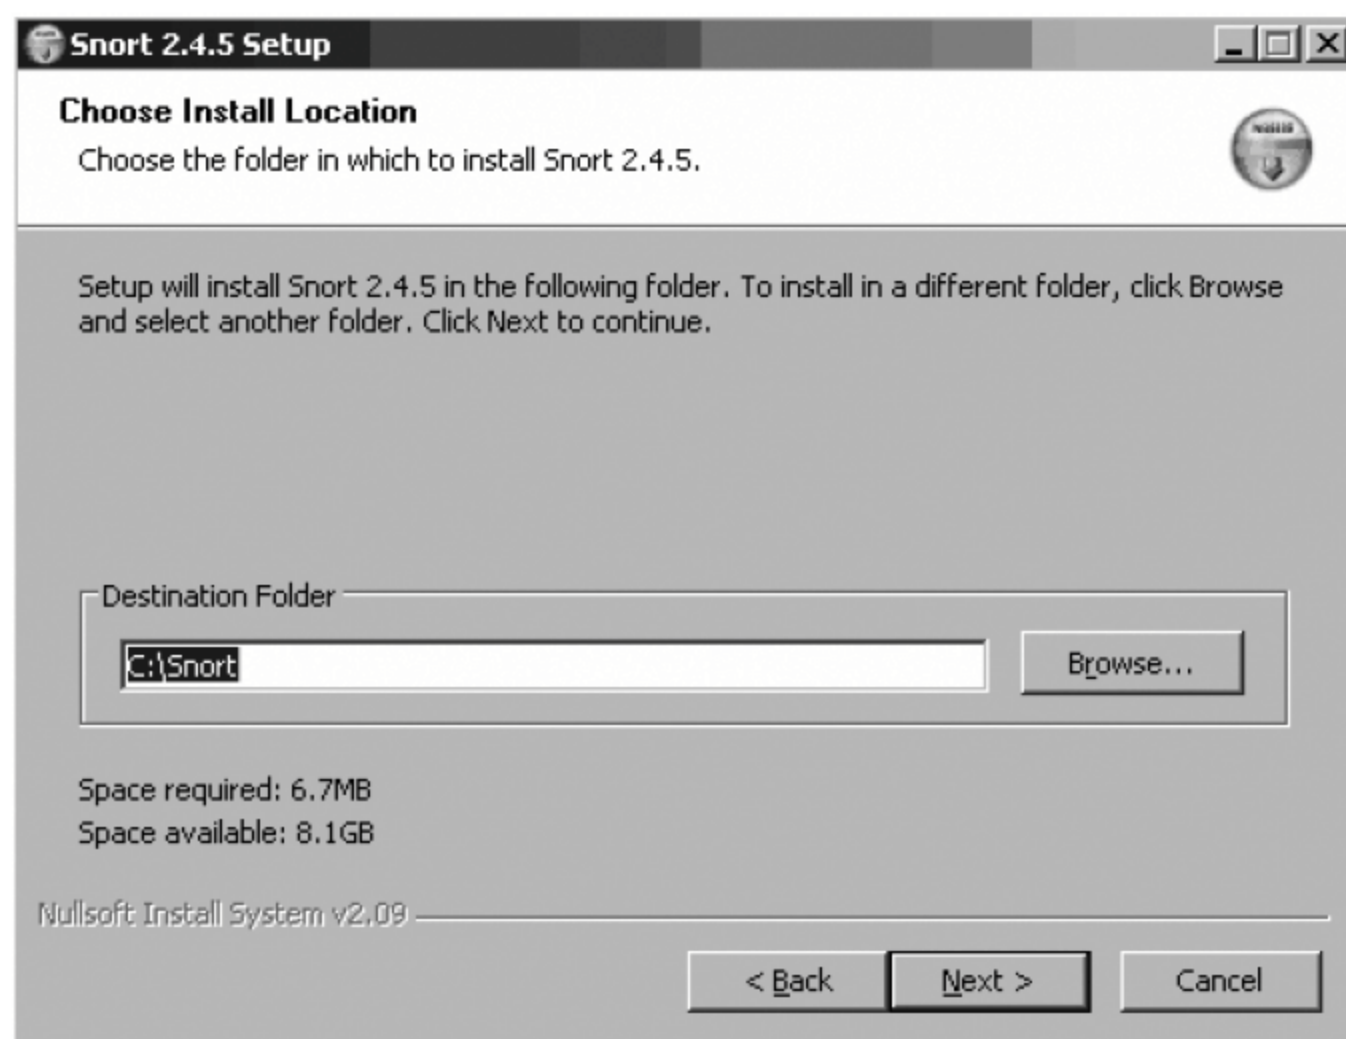 Snort 2.4.5 Setup
Choose Install Location
Choose the folder in which to install Snort 2.4.5.
Setup will install Snort 2.4.5 in the following folder. To install in a different folder, click Browse
and select another folder. Click Next to continue.
Destination Folder
C:\Snort
Browse...
Space required: 6.7MB
Space available: 8.1GB
Nullsoft Install System v2.09
< Back
Next >
Cancel